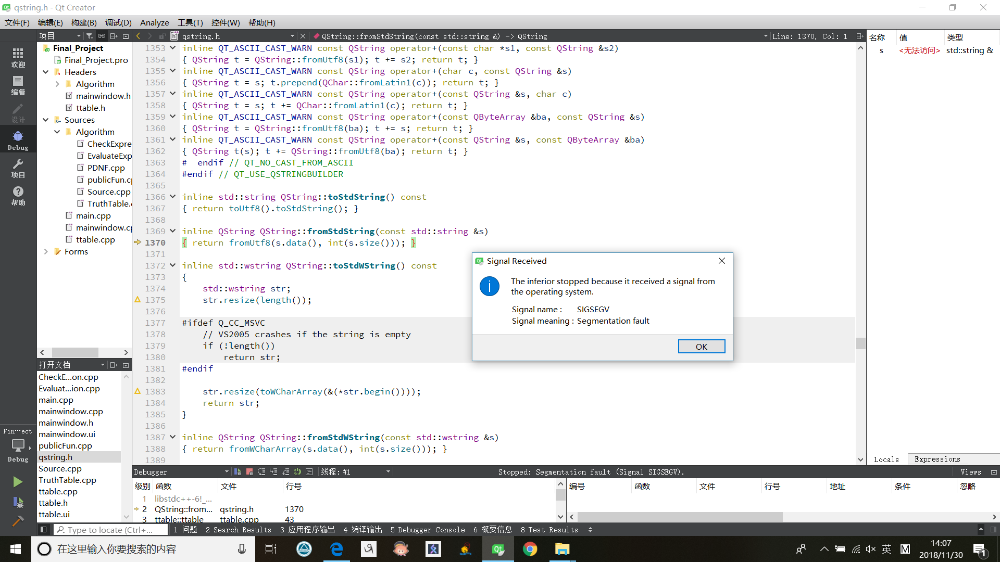 qstring.h - Qt Creator
文件(F) 编辑(E) 构建(B) 调试(D) Analyze 工具(T) 控件(W) 帮助(H)
项目
qstring.h
QString::fromStdString(const std::string &) -> QString
Line: 1370, Col: 1
欢迎
编辑
设计
Debug
项目
帮助
Final_Project
Final_Project.pro
Headers
Algorithm
mainwindow.h
ttable.h
Sources
Algorithm
CheckExpre
EvaluateExp
PDNF.cpp
publicFun.cp
Source.cpp
TruthTable.c
main.cpp
mainwindow.cp
ttable.cpp
Forms
打开文档
CheckE...on.cpp
Evaluat...ion.cpp
main.cpp
mainwindow.cpp
mainwindow.h
mainwindow.ui
publicFun.cpp
qstring.h
Source.cpp
TruthTable.cpp
ttable.cpp
ttable.h
ttable.ui
Fin···ect
Debug
1353 inline QT_ASCII_CAST_WARN const QString operator+(const char *s1, const QString &s2)
1354 { QString t = QString::fromUtf8(s1); t += s2; return t; }
1355 inline QT_ASCII_CAST_WARN const QString operator+(char c, const QString &s)
1356 { QString t = s; t.prepend(QChar::fromLatin1(c)); return t; }
1357 inline QT_ASCII_CAST_WARN const QString operator+(const QString &s, char c)
1358 { QString t = s; t += QChar::fromLatin1(c); return t; }
1359 inline QT_ASCII_CAST_WARN const QString operator+(const QByteArray &ba, const QString &s)
1360 { QString t = QString::fromUtf8(ba); t += s; return t; }
1361 inline QT_ASCII_CAST_WARN const QString operator+(const QString &s, const QByteArray &ba)
1362 { QString t(s); t += QString::fromUtf8(ba); return t; }
1363 #  endif // QT_NO_CAST_FROM_ASCII
1364 #endif // QT_USE_QSTRINGBUILDER
1365
1366 inline std::string QString::toStdString() const
1367 { return toUtf8().toStdString(); }
1368
1369 inline QString QString::fromStdString(const std::string &s)
1370 { return fromUtf8(s.data(), int(s.size())); }
1371
1372 inline std::wstring QString::toStdWString() const
1373 {
1374     std::wstring str;
1375     str.resize(length());
1376
1377 #ifdef Q_CC_MSVC
1378     // VS2005 crashes if the string is empty
1379     if (!length())
1380         return str;
1381 #endif
1382
1383     str.resize(toWCharArray(&(*str.begin())));
1384     return str;
1385 }
1386
1387 inline QString QString::fromStdWString(const std::wstring &s)
1388 { return fromWCharArray(s.data(), int(s.size())); }
1389
Signal Received
The inferior stopped because it received a signal from
the operating system.
Signal name : SIGSEGV
Signal meaning : Segmentation fault
OK
名称 值 类型
s <无法访问> std::string &
Locals Expressions
Debugger
线程: #1
Stopped: Segmentation fault (Signal SIGSEGV).
Views
级别 函数 文件 行号
1 libstdc++-6!_...
2 QString::from... qstring.h 1370
3 ttable::ttable ttable.cpp 43
编号 函数 文件 行号 地址 条件 忽略
Type to locate (Ctrl+...
1 问题 2 Search Results 3 应用程序输出 4 编译输出 5 Debugger Console 6 概要信息 8 Test Results
在这里输入你要搜索的内容
英
M
14:07
2018/11/30
1